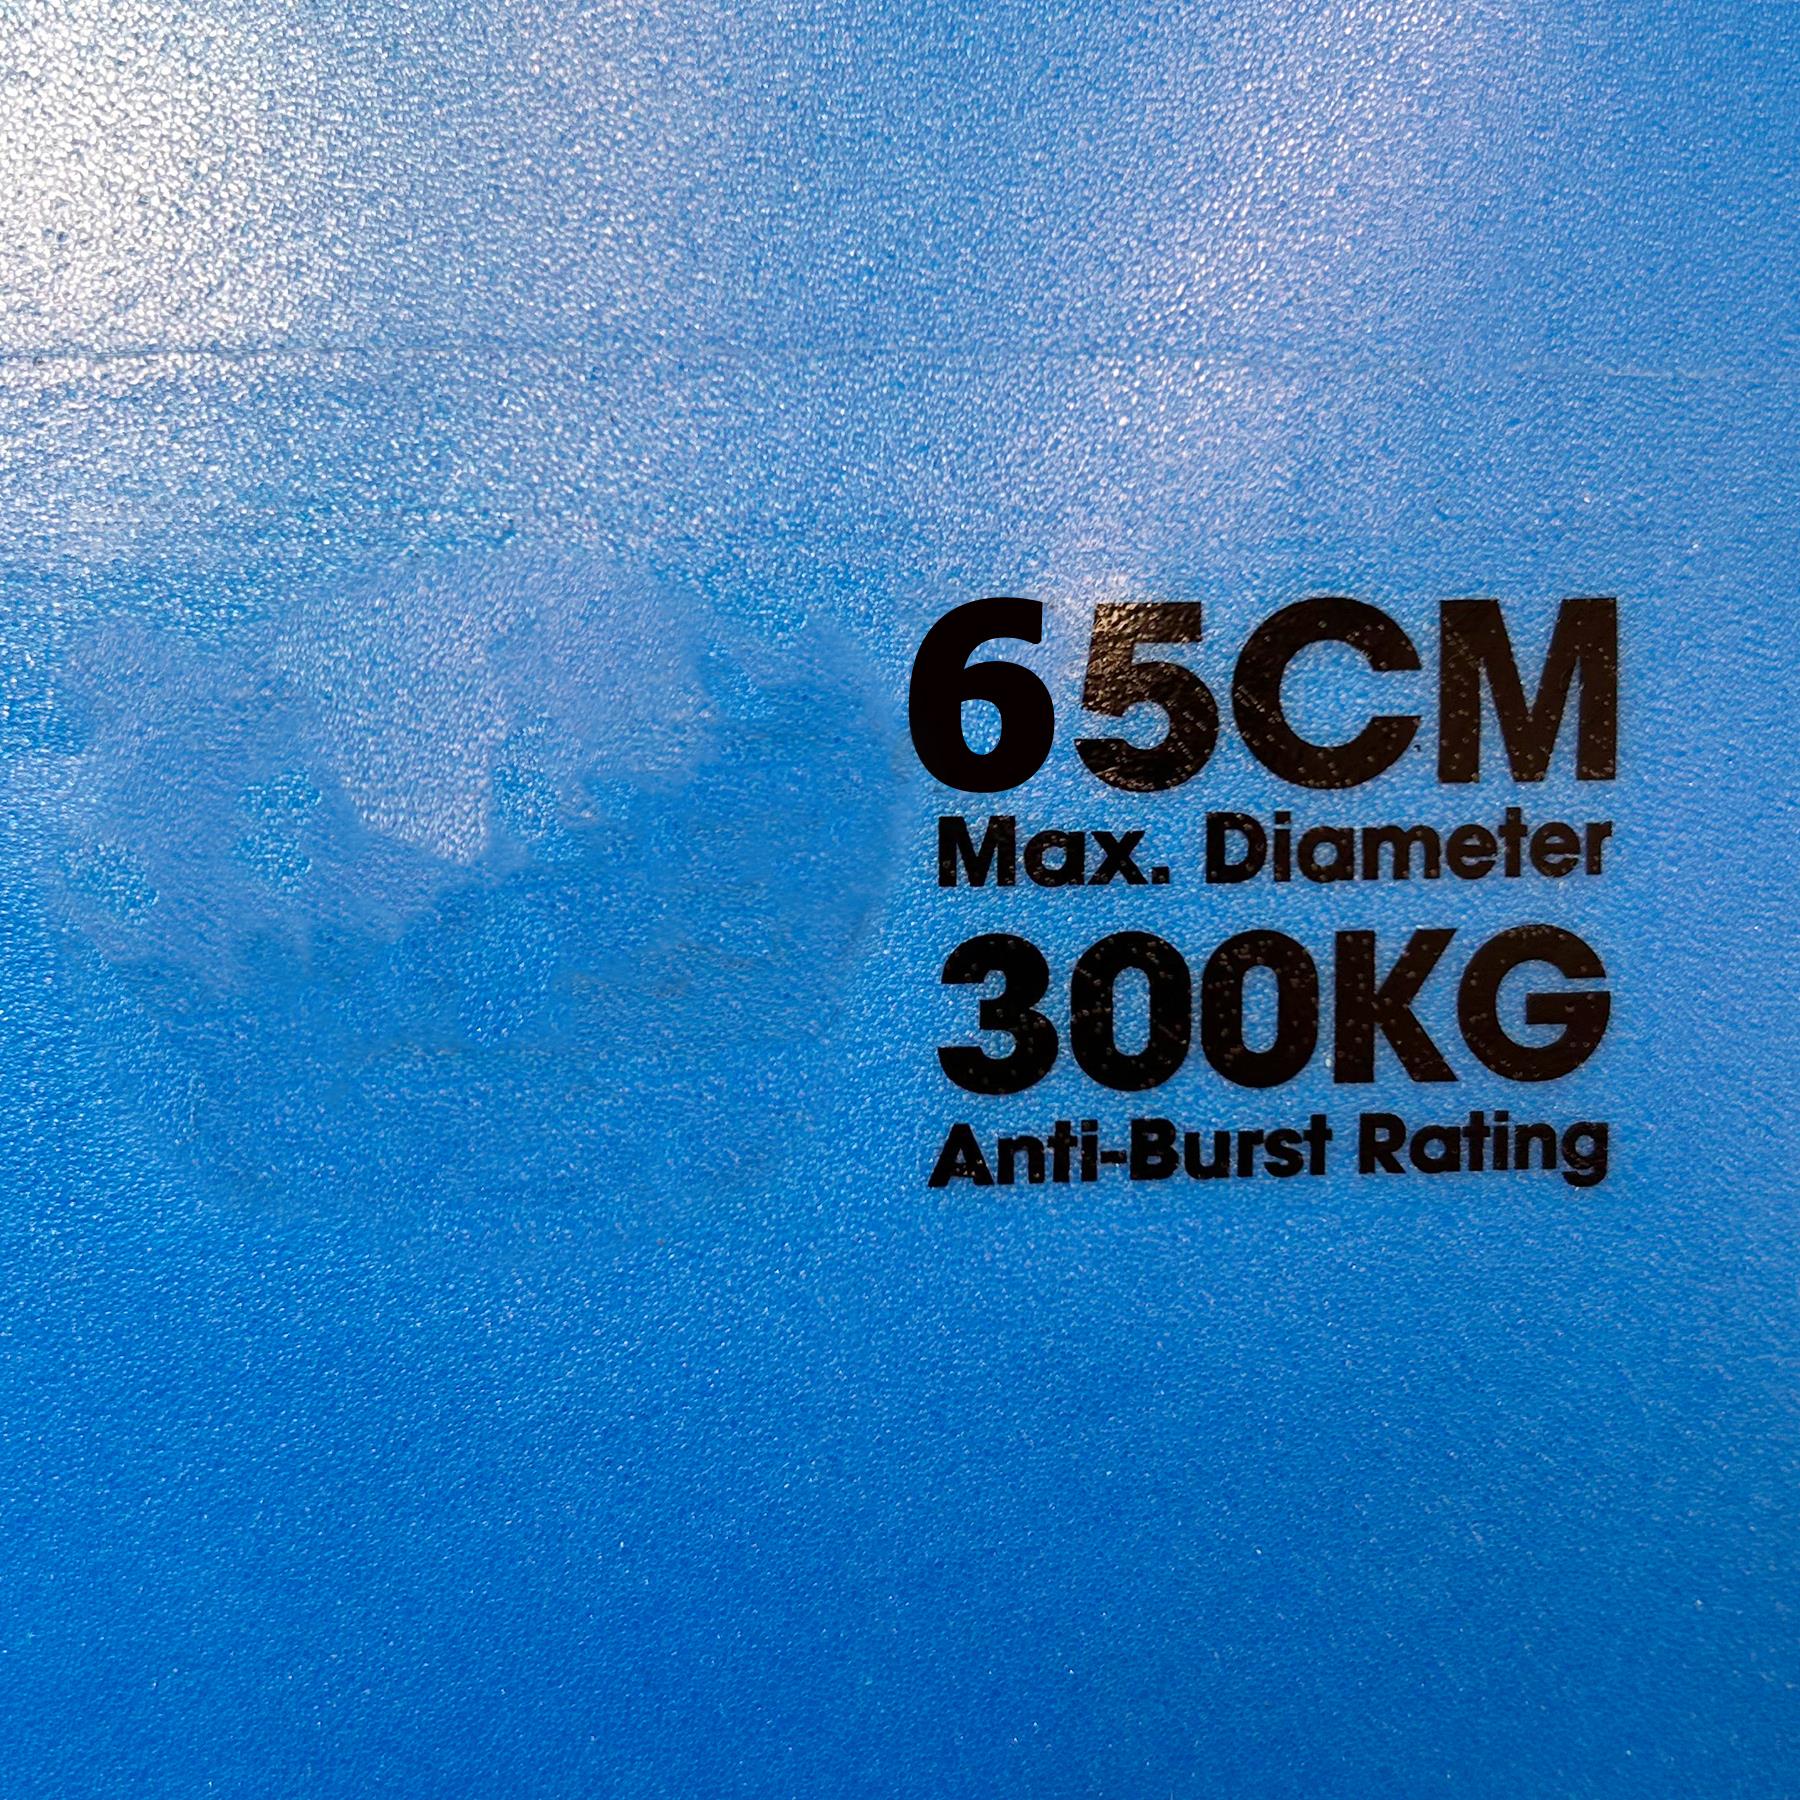 65CM
Max. Diameter
300KG
Anti-Burst Rating